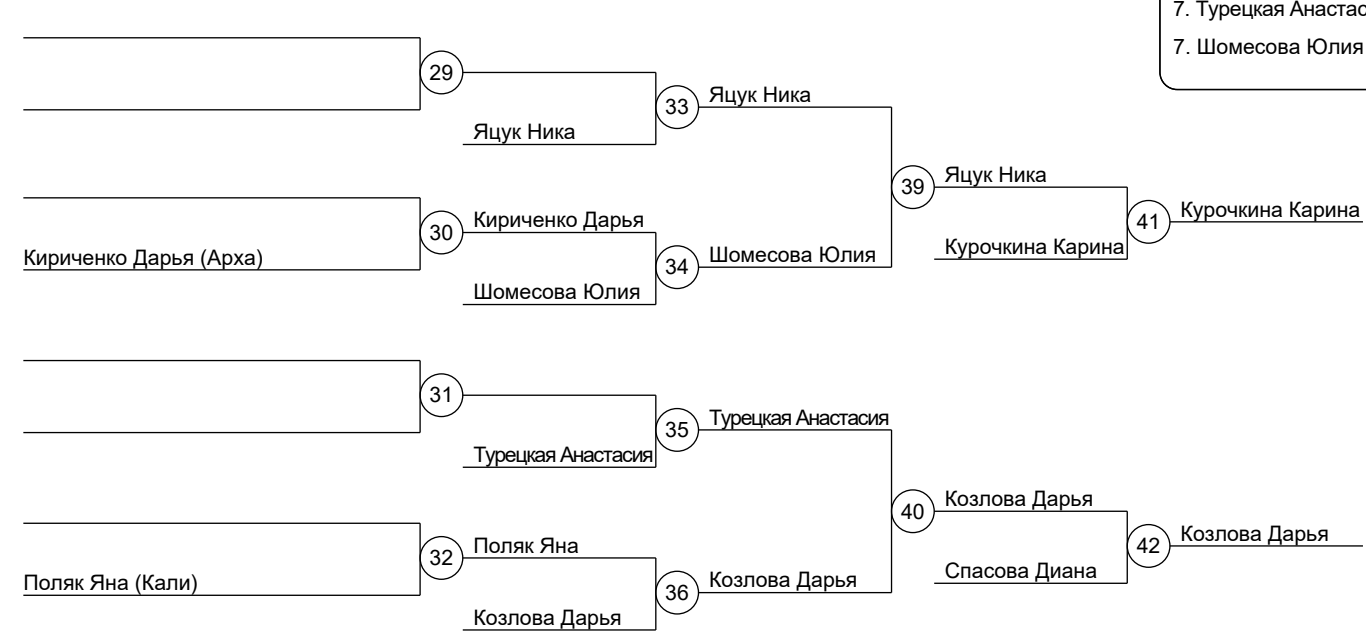 7. Турецкая Анастас
7. Шомесова Юлия
29
33
Яцук Ника
Яцук Ника
39
Яцук Ника
41
Курочкина Карина
Курочкина Карина
30
Кириченко Дарья
Кириченко Дарья (Арха)
34
Шомесова Юлия
Шомесова Юлия
31
35
Турецкая Анастасия
Турецкая Анастасия
40
Козлова Дарья
42
Козлова Дарья
Спасова Диана
32
Поляк Яна
Поляк Яна (Кали)
36
Козлова Дарья
Козлова Дарья